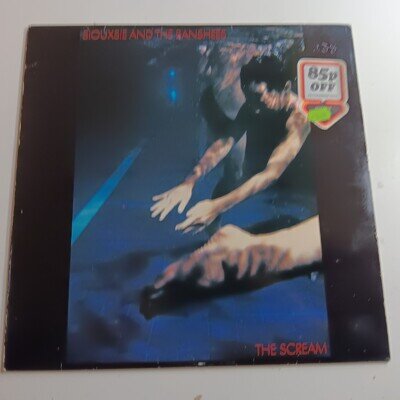 SIOUXSIE AND THE BANSHEES
85p
OFF
THE SCREAM